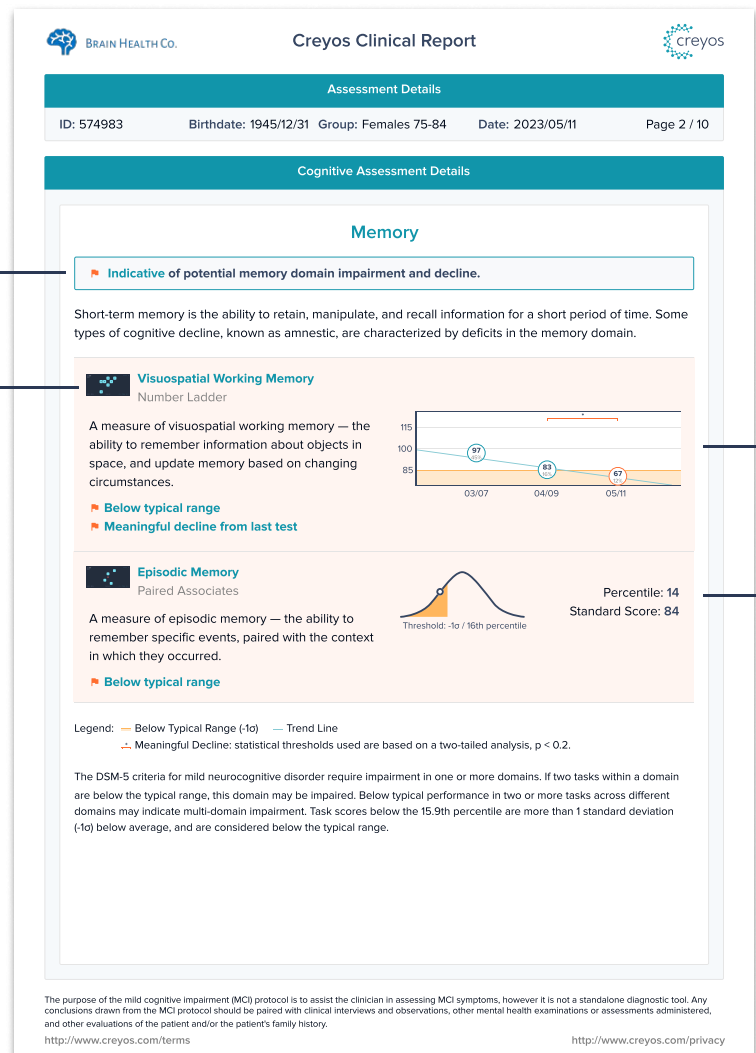 BRAIN HEALTH CO.
Creyos Clinical Report
creyos
Assessment Details
ID: 574983 Birthdate: 1945/12/31 Group: Females 75-84 Date: 2023/05/11 Page 2 / 10
Cognitive Assessment Details
Memory
Indicative of potential memory domain impairment and decline.
Short-term memory is the ability to retain, manipulate, and recall information for a short period of time. Some
types of cognitive decline, known as amnestic, are characterized by deficits in the memory domain.
Visuospatial Working Memory
Number Ladder
A measure of visuospatial working memory — the
ability to remember information about objects in
space, and update memory based on changing
circumstances.
Below typical range
Meaningful decline from last test
*
115
100
85
97
83
67
03/07 04/09 05/11
Episodic Memory
Paired Associates
A measure of episodic memory — the ability to
remember specific events, paired with the context
in which they occurred.
Below typical range
Threshold: -1σ / 16th percentile
Percentile: 14
Standard Score: 84
Legend: Below Typical Range (-1σ) Trend Line
Meaningful Decline: statistical thresholds used are based on a two-tailed analysis, p < 0.2.
The DSM-5 criteria for mild neurocognitive disorder require impairment in one or more domains. If two tasks within a domain
are below the typical range, this domain may be impaired. Below typical performance in two or more tasks across different
domains may indicate multi-domain impairment. Task scores below the 15.9th percentile are more than 1 standard deviation
(-1σ) below average, and are considered below the typical range.
The purpose of the mild cognitive impairment (MCI) protocol is to assist the clinician in assessing MCI symptoms, however it is not a standalone diagnostic tool. Any
conclusions drawn from the MCI protocol should be paired with clinical interviews and observations, other mental health examinations or assessments administered,
and other evaluations of the patient and/or the patient's family history.
http://www.creyos.com/terms http://www.creyos.com/privacy